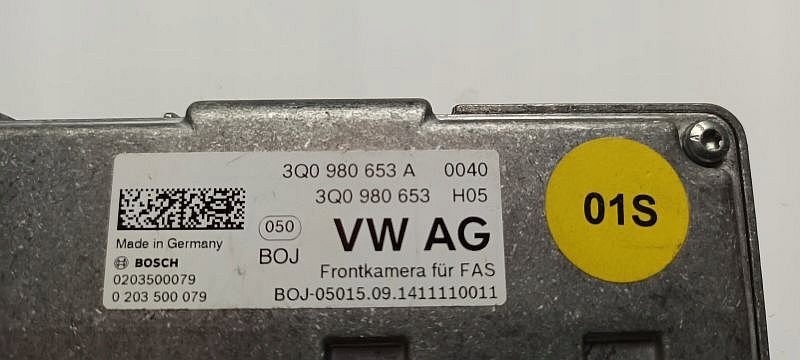 3Q0 980 653 A 0040
3Q0 980 653 H05
050
VW AG
Made in Germany
BOJ
BOSCH
Frontkamera für FAS
0203500079
0 203 500 079
BOJ-05015.09.1411110011
01S